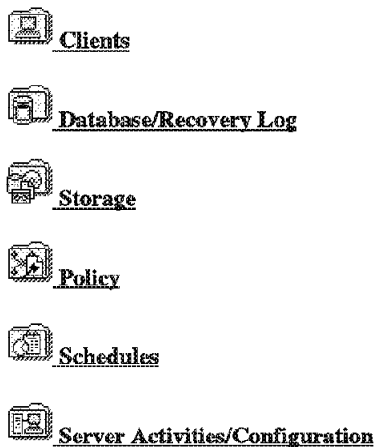 Clients
Database/Recovery Log
Storage
Policy
Schedules
Server Activities/Configuration